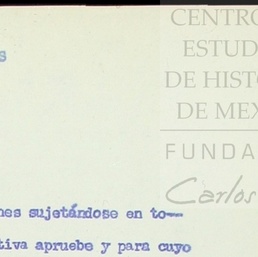 CENTRO
ESTUD
DE HISTO
DE MEX
FUNDA
Carlos
S
nes sujetándose en to—
tiva apruebe y para cuyo